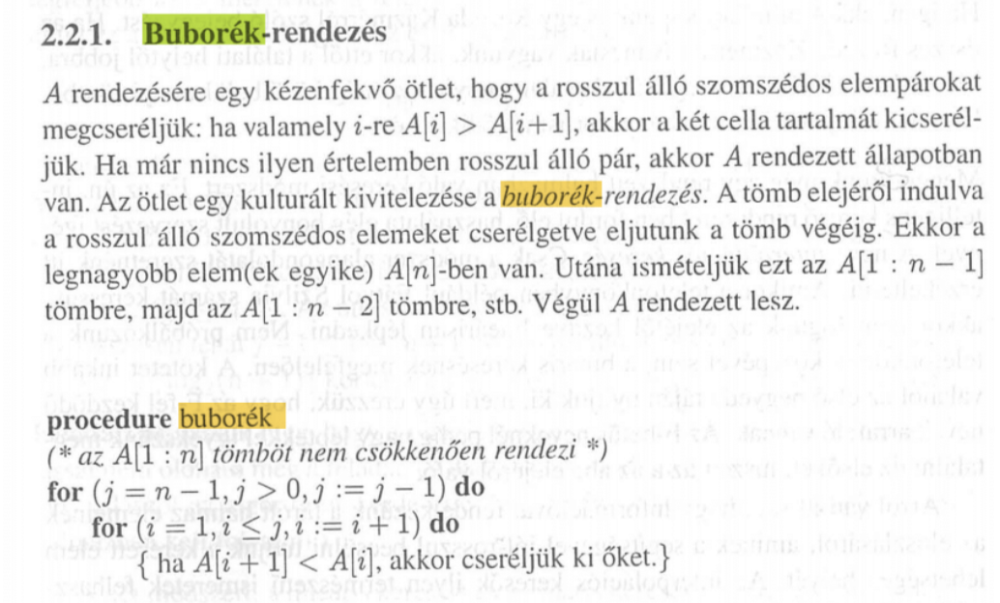 2.2.1. Buborék-rendezés
A rendezésére egy kézenfekvő ötlet, hogy a rosszul álló szomszédos elempárokat
megcseréljük: ha valamely i-re A[i] > A[i+1], akkor a két cella tartalmát kicserél-
jük. Ha már nincs ilyen értelemben rosszul álló pár, akkor A rendezett állapotban
van. Az ötlet egy kulturált kivitelezése a buborék-rendezés. A tömb elejéről indulva
a rosszul álló szomszédos elemeket cserélgetve eljutunk a tömb végéig. Ekkor a
legnagyobb elem(ek egyike) A[n]-ben van. Utána ismételjük ezt az A[1 : n − 1]
tömbre, majd az A[1 : n − 2] tömbre, stb. Végül A rendezett lesz.
procedure buborék
(* az A[1 : n] tömböt nem csökkenően rendezi *)
for (j = n − 1, j > 0, j := j − 1) do
for (i = 1, i ≤ j, i := i + 1) do
{ ha A[i + 1] < A[i], akkor cseréljük ki őket.}